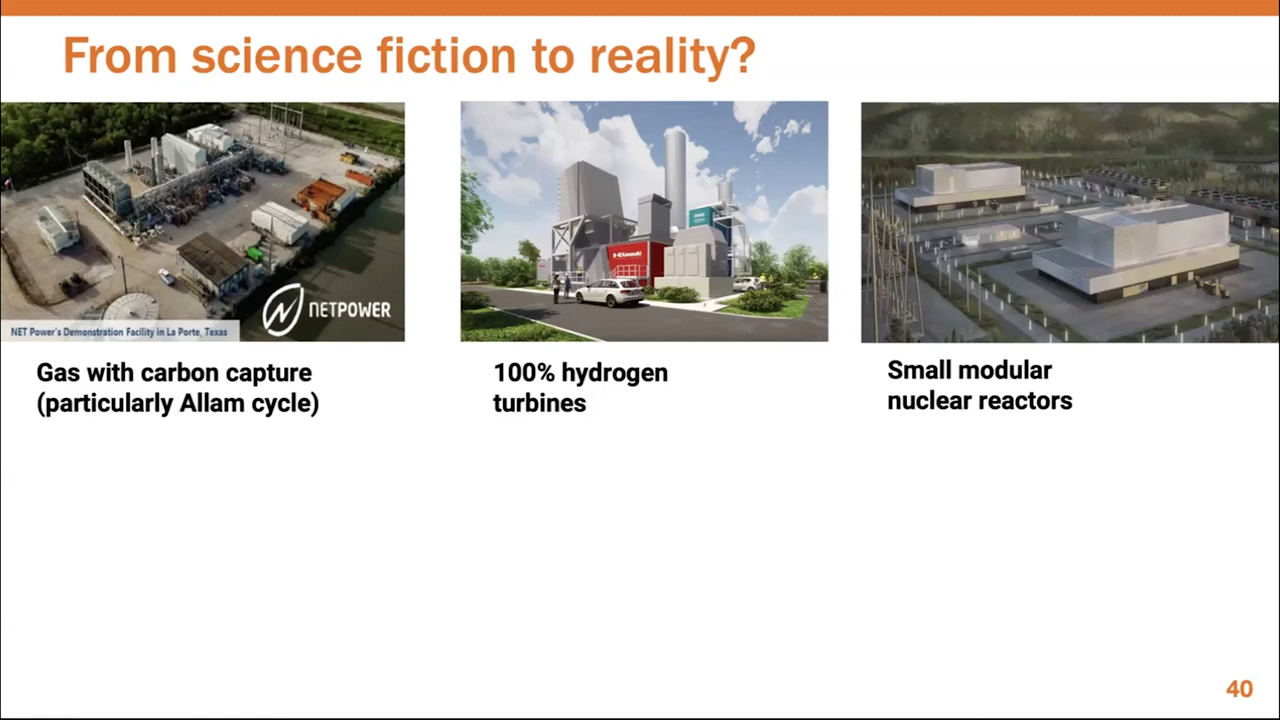 From science fiction to reality?
NETPOWER
NET Power's Demonstration Facility in La Porte, Texas
Kawasaki
Gas with carbon capture
(particularly Allam cycle)
100% hydrogen
turbines
Small modular
nuclear reactors
40